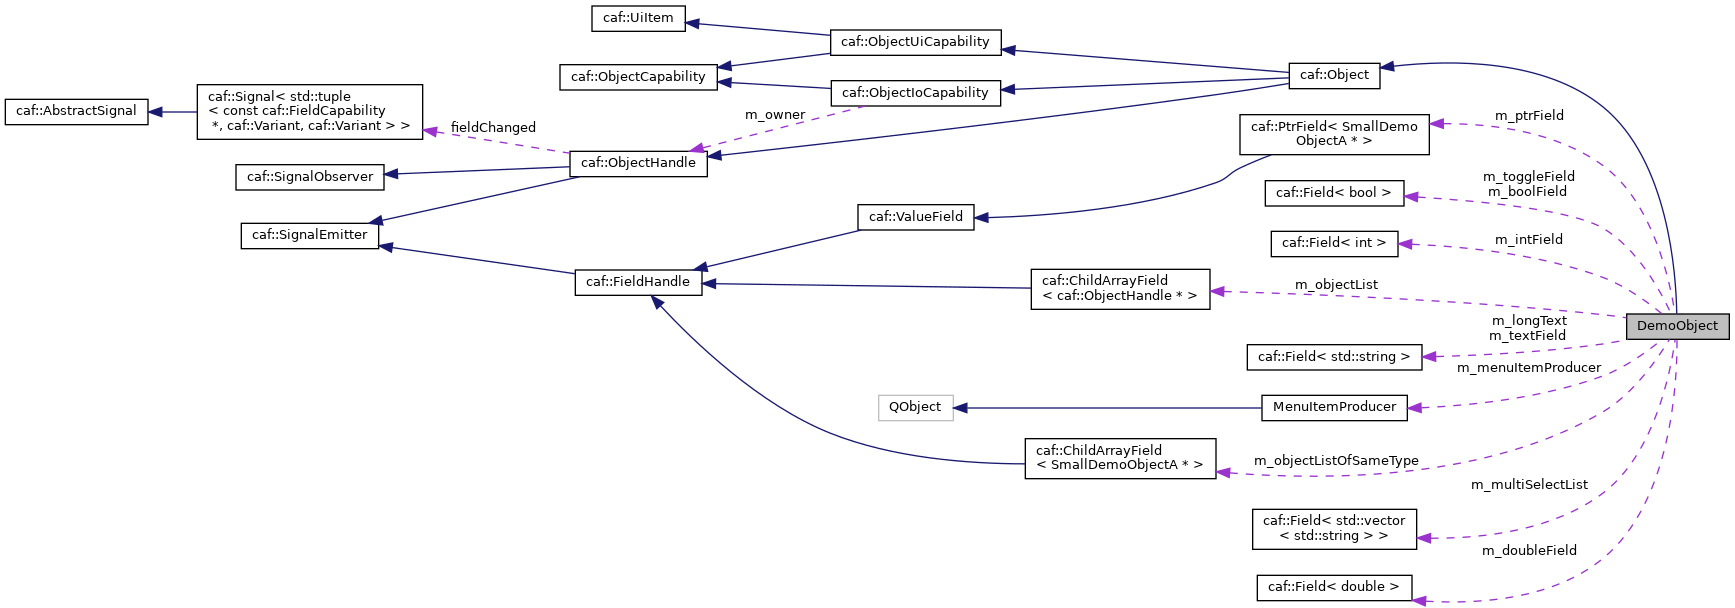 caf::UiItem
caf::ObjectUiCapability
caf::ObjectCapability
caf::Object
caf::ObjectIoCapability
caf::AbstractSignal
caf::Signal< std::tuple
< const caf::FieldCapability
*, caf::Variant, caf::Variant > >
fieldChanged
m_owner
caf::PtrField< SmallDemo
ObjectA * >
m_ptrField
caf::ObjectHandle
caf::SignalObserver
m_toggleField
m_boolField
caf::Field< bool >
caf::ValueField
caf::SignalEmitter
caf::Field< int >
m_intField
caf::FieldHandle
caf::ChildArrayField
< caf::ObjectHandle * >
m_objectList
DemoObject
m_longText
m_textField
caf::Field< std::string >
m_menuItemProducer
QObject
MenuItemProducer
caf::ChildArrayField
< SmallDemoObjectA * >
m_objectListOfSameType
m_multiSelectList
caf::Field< std::vector
< std::string > >
m_doubleField
caf::Field< double >